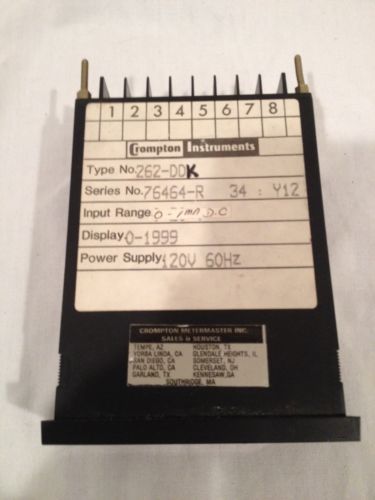 1 2 3 4 5 6 7 8
Crompton Instruments
Type No. 262-DDK
Series No. 76464-R 34 : Y12
Input Range. 0-1mA D.C
Display. 0-1999
Power Supply. 120V 60Hz
CROMPTON METERMASTER INC.
SALES & SERVICE
TEMPE, AZ HOUSTON, TX
YORBA LINDA, CA GLENDALE HEIGHTS, IL
SAN DIEGO, CA SOMERSET, NJ
PALO ALTO, CA CLEVELAND, OH
GARLAND, TX KENNESAW, GA
SOUTHRIDGE, MA